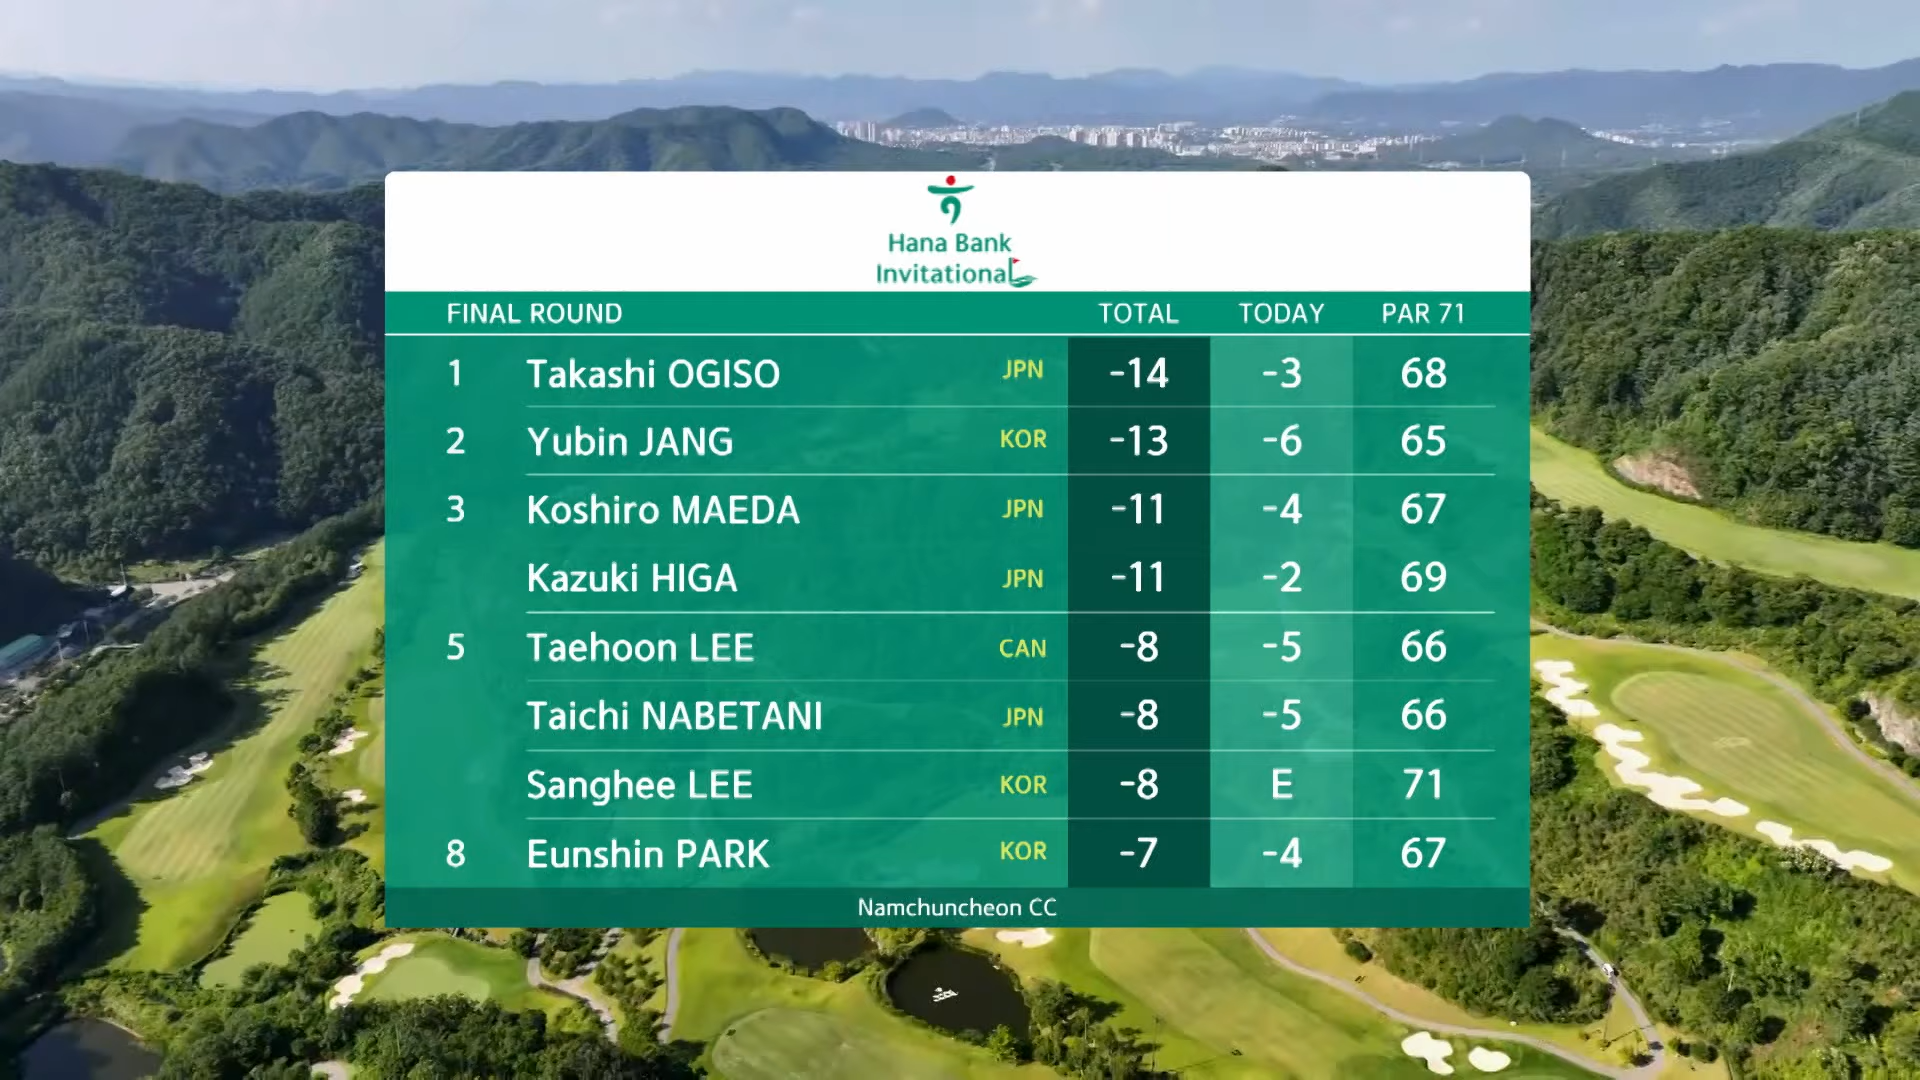 Hana Bank
Invitational
FINAL ROUND TOTAL TODAY PAR 71
1 Takashi OGISO JPN -14 -3 68
2 Yubin JANG KOR -13 -6 65
3 Koshiro MAEDA JPN -11 -4 67
Kazuki HIGA JPN -11 -2 69
5 Taehoon LEE CAN -8 -5 66
Taichi NABETANI JPN -8 -5 66
Sanghee LEE KOR -8 E 71
8 Eunshin PARK KOR -7 -4 67
Namchuncheon CC